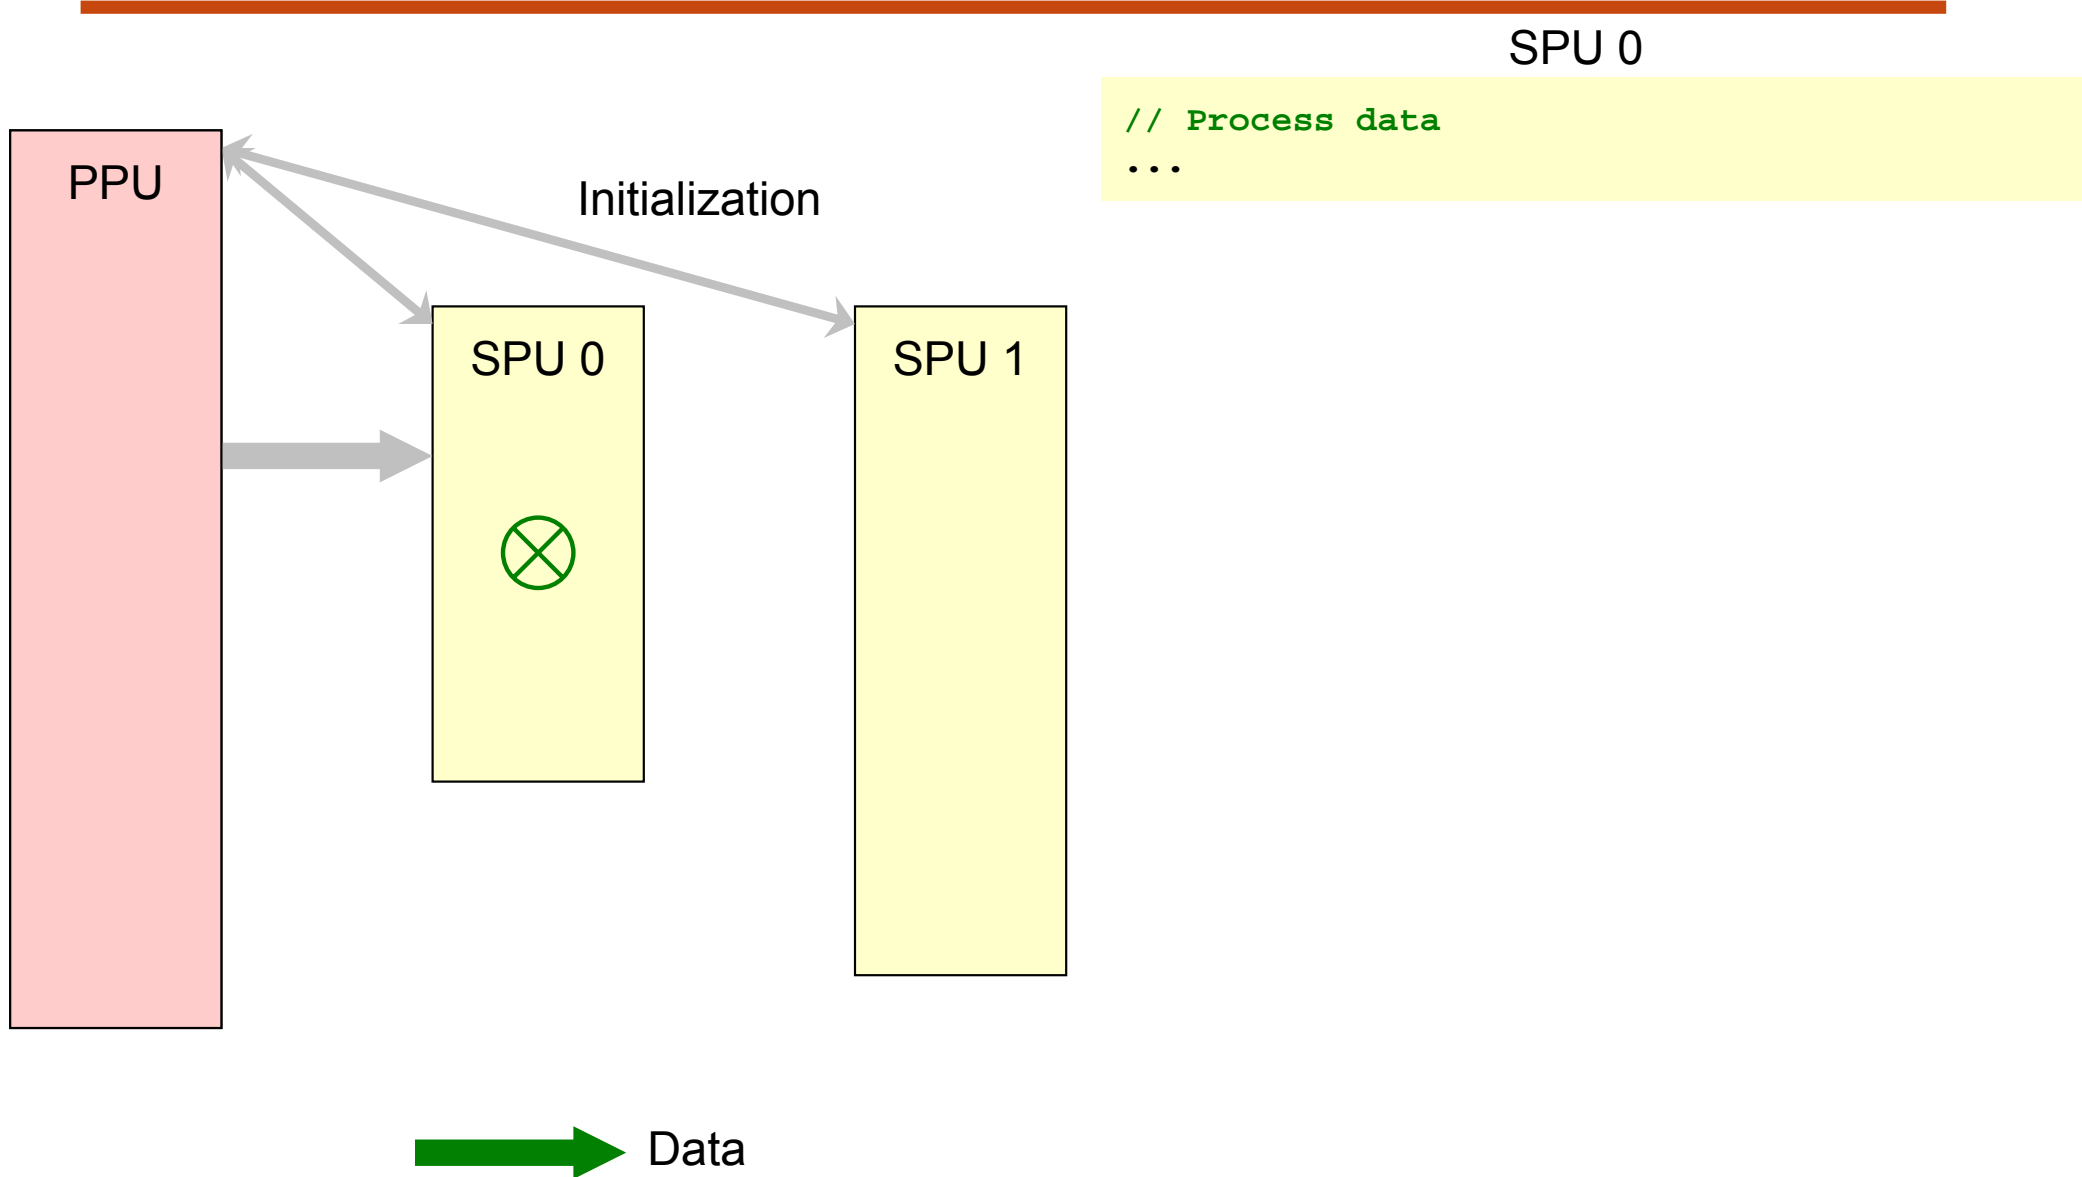 SPU 0
// Process data
...
PPU
Initialization
SPU 0
SPU 1
Data